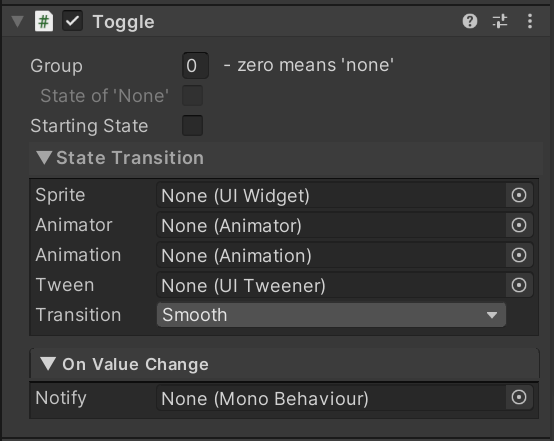 # Toggle
Group 0 - zero means 'none'
State of 'None'
Starting State
State Transition
Sprite None (UI Widget)
Animator None (Animator)
Animation None (Animation)
Tween None (UI Tweener)
Transition Smooth
On Value Change
Notify None (Mono Behaviour)